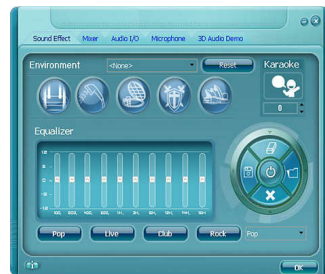 Sound Effect Mixer Audio I/O Microphone 3D Audio Demo
Environment <None> Reset Karaoke
0
Equalizer
Pop Live Club Rock Pop
OK